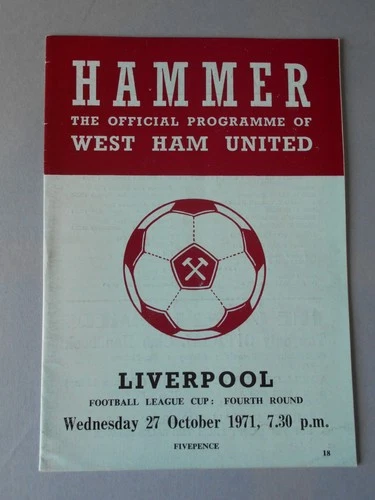 HAMMER
THE OFFICIAL PROGRAMME OF
WEST HAM UNITED
LIVERPOOL
FOOTBALL LEAGUE CUP: FOURTH ROUND
Wednesday 27 October 1971, 7.30 p.m.
FIVEPENCE
18